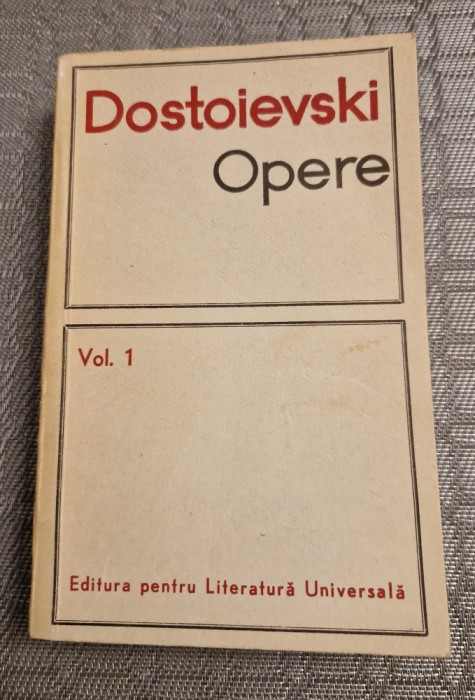 Dostoievski
Opere
Vol. 1
Editura pentru Literatură Universală